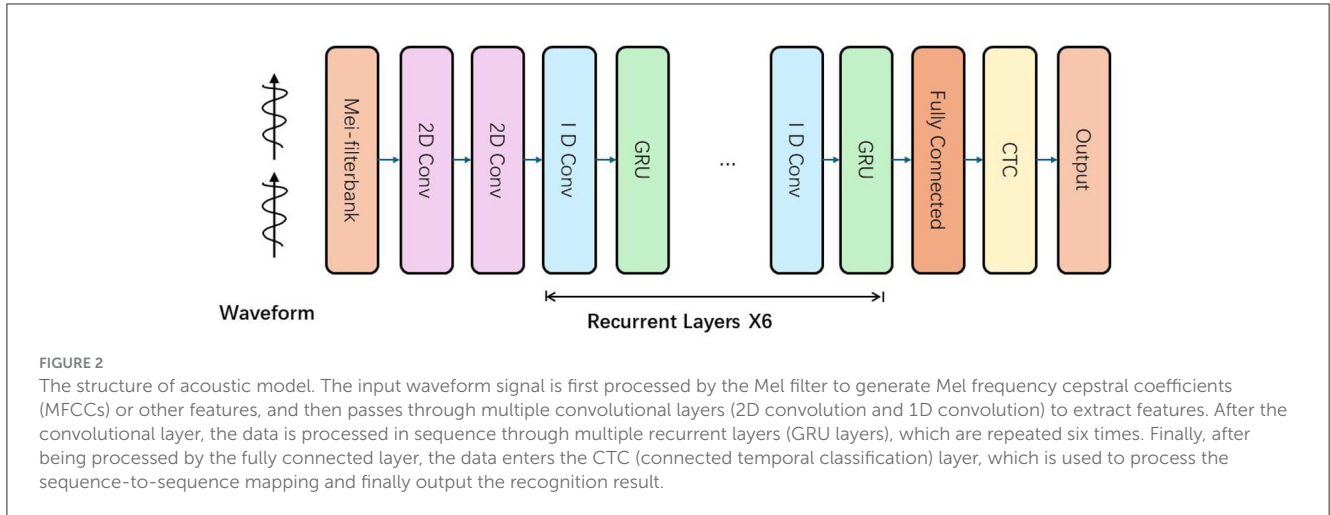 Mei-filterbank
2D Conv
2D Conv
I D Conv
GRU
...
I D Conv
GRU
Fully Connected
CTC
Output
Waveform
Recurrent Layers X6
FIGURE 2
The structure of acoustic model. The input waveform signal is first processed by the Mel filter to generate Mel frequency cepstral coefficients
(MFCCs) or other features, and then passes through multiple convolutional layers (2D convolution and 1D convolution) to extract features. After the
convolutional layer, the data is processed in sequence through multiple recurrent layers (GRU layers), which are repeated six times. Finally, after
being processed by the fully connected layer, the data enters the CTC (connected temporal classification) layer, which is used to process the
sequence-to-sequence mapping and finally output the recognition result.